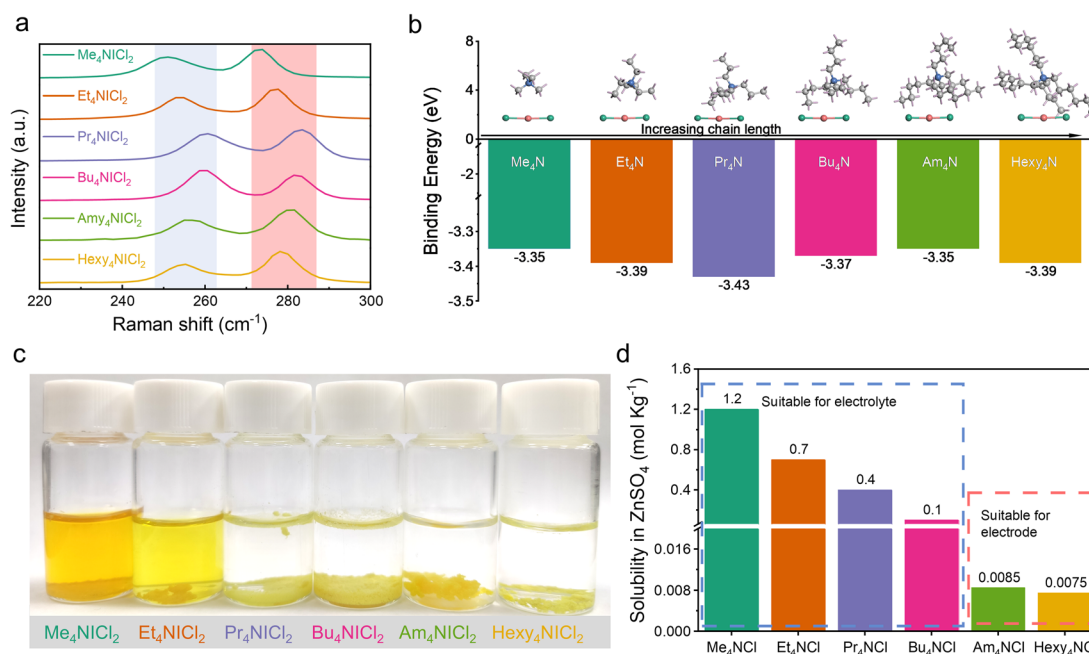 a
Intensity (a.u.)
Me₄NICl₂
Et₄NICl₂
Pr₄NICl₂
Bu₄NICl₂
Amy₄NICl₂
Hexy₄NICl₂
220 240 260 280 300
Raman shift (cm⁻¹)
b
Binding Energy (eV)
8
4
0
-2
-3.3
-3.4
-3.5
Increasing chain length
Me₄N Et₄N Pr₄N Bu₄N Am₄N Hexy₄N
-3.35 -3.39 -3.43 -3.37 -3.35 -3.39
c
Me₄NICl₂ Et₄NICl₂ Pr₄NICl₂ Bu₄NICl₂ Am₄NICl₂ Hexy₄NICl₂
d
Solubility in ZnSO₄ (mol Kg⁻¹)
1.6
1.2
0.8
0.4
0.016
0.008
0.000
Suitable for electrolyte
Suitable for
electrode
1.2 0.7 0.4 0.1 0.0085 0.0075
Me₄NCl Et₄NCl Pr₄NCl Bu₄NCl Am₄NCl Hexy₄NCl